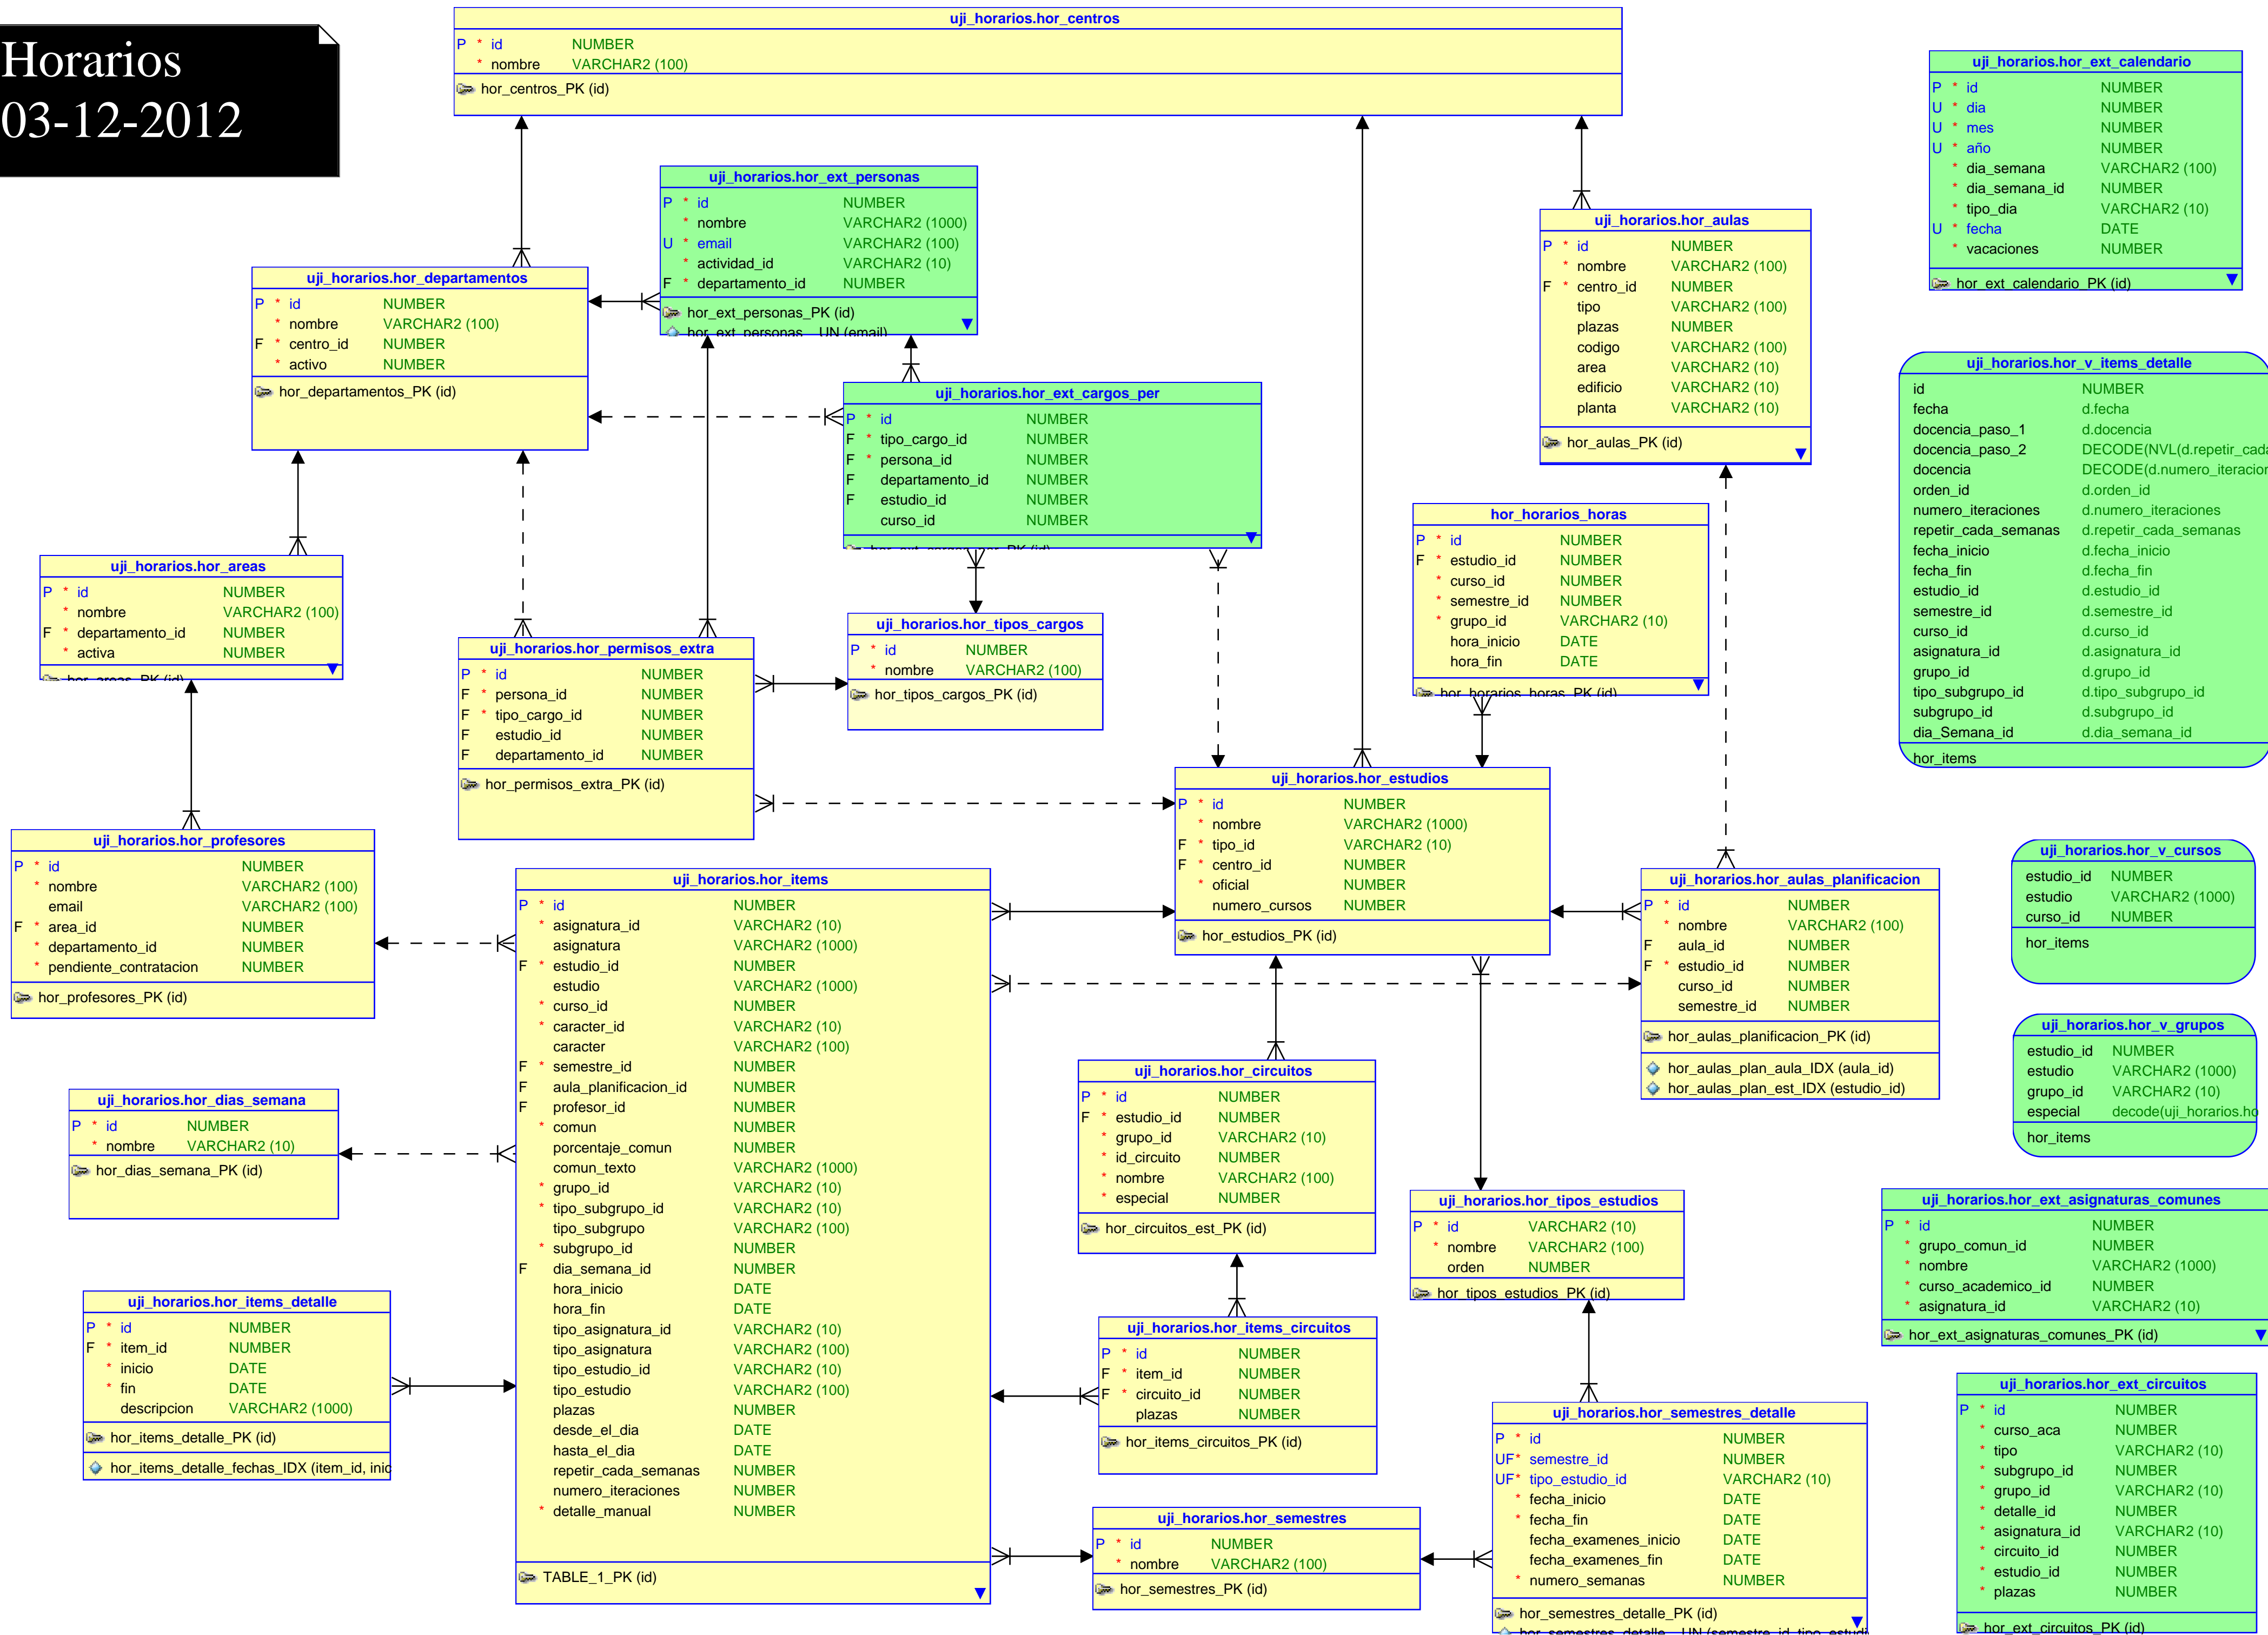 Horarios
03-12-2012
uji_horarios.hor_centros
P * id NUMBER
* nombre VARCHAR2 (100)
hor_centros_PK (id)
uji_horarios.hor_ext_personas
P * id NUMBER
* nombre VARCHAR2 (1000)
U * email VARCHAR2 (100)
* actividad_id VARCHAR2 (10)
F * departamento_id NUMBER
hor_ext_personas_PK (id)
hor_ext_personas__UN (email)
uji_horarios.hor_departamentos
P * id NUMBER
* nombre VARCHAR2 (100)
F * centro_id NUMBER
* activo NUMBER
hor_departamentos_PK (id)
uji_horarios.hor_aulas
P * id NUMBER
* nombre VARCHAR2 (100)
F * centro_id NUMBER
tipo VARCHAR2 (100)
plazas NUMBER
codigo VARCHAR2 (100)
area VARCHAR2 (10)
edificio VARCHAR2 (10)
planta VARCHAR2 (10)
hor_aulas_PK (id)
uji_horarios.hor_ext_calendario
P * id NUMBER
U * dia NUMBER
U * mes NUMBER
U * año NUMBER
* dia_semana VARCHAR2 (100)
* dia_semana_id NUMBER
* tipo_dia VARCHAR2 (10)
U * fecha DATE
* vacaciones NUMBER
hor_ext_calendario_PK (id)
uji_horarios.hor_ext_cargos_per
P * id NUMBER
F * tipo_cargo_id NUMBER
F * persona_id NUMBER
F departamento_id NUMBER
F estudio_id NUMBER
curso_id NUMBER
hor_ext_cargos_per_PK (id)
uji_horarios.hor_v_items_detalle
id NUMBER
fecha d.fecha
docencia_paso_1 d.docencia
docencia_paso_2 DECODE(NVL(d.repetir_cada
docencia DECODE(d.numero_iteracion
orden_id d.orden_id
numero_iteraciones d.numero_iteraciones
repetir_cada_semanas d.repetir_cada_semanas
fecha_inicio d.fecha_inicio
fecha_fin d.fecha_fin
estudio_id d.estudio_id
semestre_id d.semestre_id
curso_id d.curso_id
asignatura_id d.asignatura_id
grupo_id d.grupo_id
tipo_subgrupo_id d.tipo_subgrupo_id
subgrupo_id d.subgrupo_id
dia_Semana_id d.dia_semana_id
hor_items
hor_horarios_horas
P * id NUMBER
F * estudio_id NUMBER
* curso_id NUMBER
* semestre_id NUMBER
* grupo_id VARCHAR2 (10)
hora_inicio DATE
hora_fin DATE
hor_horarios_horas_PK (id)
uji_horarios.hor_areas
P * id NUMBER
* nombre VARCHAR2 (100)
F * departamento_id NUMBER
* activa NUMBER
hor_areas_PK (id)
uji_horarios.hor_permisos_extra
P * id NUMBER
F * persona_id NUMBER
F * tipo_cargo_id NUMBER
F estudio_id NUMBER
F departamento_id NUMBER
hor_permisos_extra_PK (id)
uji_horarios.hor_tipos_cargos
P * id NUMBER
* nombre VARCHAR2 (100)
hor_tipos_cargos_PK (id)
uji_horarios.hor_estudios
P * id NUMBER
* nombre VARCHAR2 (1000)
F * tipo_id VARCHAR2 (10)
F * centro_id NUMBER
* oficial NUMBER
numero_cursos NUMBER
hor_estudios_PK (id)
uji_horarios.hor_profesores
P * id NUMBER
* nombre VARCHAR2 (100)
email VARCHAR2 (100)
F * area_id NUMBER
* departamento_id NUMBER
* pendiente_contratacion NUMBER
hor_profesores_PK (id)
uji_horarios.hor_items
P * id NUMBER
* asignatura_id VARCHAR2 (10)
asignatura VARCHAR2 (1000)
F * estudio_id NUMBER
estudio VARCHAR2 (1000)
* curso_id NUMBER
* caracter_id VARCHAR2 (10)
caracter VARCHAR2 (100)
F * semestre_id NUMBER
F aula_planificacion_id NUMBER
F profesor_id NUMBER
* comun NUMBER
porcentaje_comun NUMBER
comun_texto VARCHAR2 (1000)
* grupo_id VARCHAR2 (10)
* tipo_subgrupo_id VARCHAR2 (10)
tipo_subgrupo VARCHAR2 (100)
* subgrupo_id NUMBER
F dia_semana_id NUMBER
hora_inicio DATE
hora_fin DATE
tipo_asignatura_id VARCHAR2 (10)
tipo_asignatura VARCHAR2 (100)
tipo_estudio_id VARCHAR2 (10)
tipo_estudio VARCHAR2 (100)
plazas NUMBER
desde_el_dia DATE
hasta_el_dia DATE
repetir_cada_semanas NUMBER
numero_iteraciones NUMBER
* detalle_manual NUMBER
TABLE_1_PK (id)
uji_horarios.hor_aulas_planificacion
P * id NUMBER
* nombre VARCHAR2 (100)
F aula_id NUMBER
F * estudio_id NUMBER
curso_id NUMBER
semestre_id NUMBER
hor_aulas_planificacion_PK (id)
hor_aulas_plan_aula_IDX (aula_id)
hor_aulas_plan_est_IDX (estudio_id)
uji_horarios.hor_v_cursos
estudio_id NUMBER
estudio VARCHAR2 (1000)
curso_id NUMBER
hor_items
uji_horarios.hor_v_grupos
estudio_id NUMBER
estudio VARCHAR2 (1000)
grupo_id VARCHAR2 (10)
especial decode(uji_horarios.ho
hor_items
uji_horarios.hor_dias_semana
P * id NUMBER
* nombre VARCHAR2 (10)
hor_dias_semana_PK (id)
uji_horarios.hor_circuitos
P * id NUMBER
F * estudio_id NUMBER
* grupo_id VARCHAR2 (10)
* id_circuito NUMBER
* nombre VARCHAR2 (100)
* especial NUMBER
hor_circuitos_est_PK (id)
uji_horarios.hor_tipos_estudios
P * id VARCHAR2 (10)
* nombre VARCHAR2 (100)
orden NUMBER
hor_tipos_estudios_PK (id)
uji_horarios.hor_ext_asignaturas_comunes
P * id NUMBER
* grupo_comun_id NUMBER
* nombre VARCHAR2 (1000)
* curso_academico_id NUMBER
* asignatura_id VARCHAR2 (10)
hor_ext_asignaturas_comunes_PK (id)
uji_horarios.hor_items_detalle
P * id NUMBER
F * item_id NUMBER
* inicio DATE
* fin DATE
descripcion VARCHAR2 (1000)
hor_items_detalle_PK (id)
hor_items_detalle_fechas_IDX (item_id, inic
uji_horarios.hor_items_circuitos
P * id NUMBER
F * item_id NUMBER
F * circuito_id NUMBER
plazas NUMBER
hor_items_circuitos_PK (id)
uji_horarios.hor_semestres
P * id NUMBER
* nombre VARCHAR2 (100)
hor_semestres_PK (id)
uji_horarios.hor_semestres_detalle
P * id NUMBER
UF* semestre_id NUMBER
UF* tipo_estudio_id VARCHAR2 (10)
* fecha_inicio DATE
* fecha_fin DATE
fecha_examenes_inicio DATE
fecha_examenes_fin DATE
* numero_semanas NUMBER
hor_semestres_detalle_PK (id)
hor_semestres_detalle__UN (semestre_id, tipo_estudi
uji_horarios.hor_ext_circuitos
P * id NUMBER
* curso_aca NUMBER
* tipo VARCHAR2 (10)
* subgrupo_id NUMBER
* grupo_id VARCHAR2 (10)
* detalle_id NUMBER
* asignatura_id VARCHAR2 (10)
* circuito_id NUMBER
* estudio_id NUMBER
* plazas NUMBER
hor_ext_circuitos_PK (id)